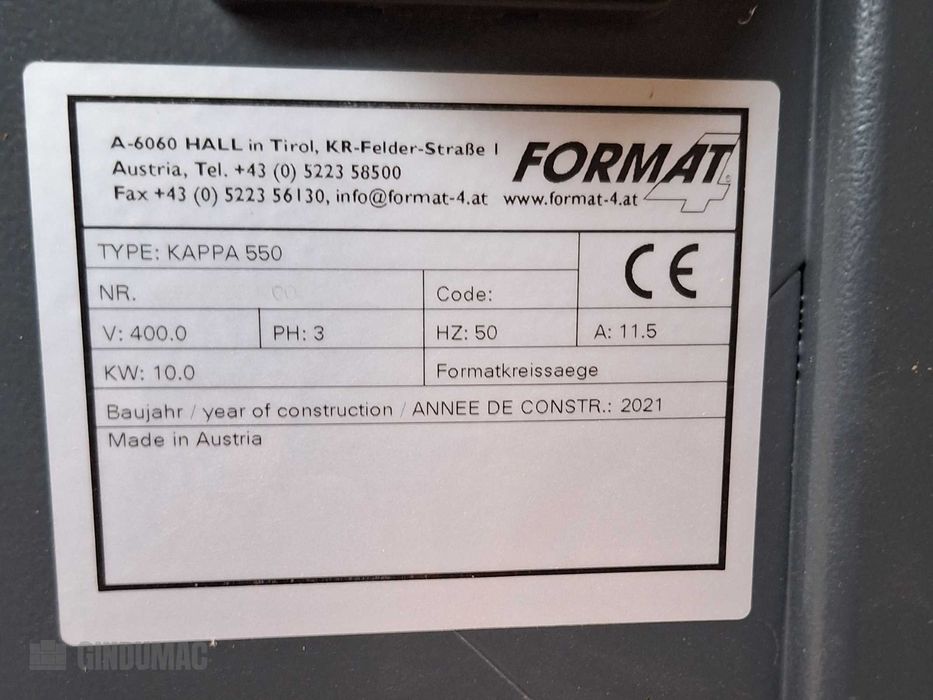 A-6060 HALL in Tirol, KR-Felder-Straße 1
Austria, Tel. +43 (0) 5223 58500
Fax +43 (0) 5223 56130, info@format-4.at www.format-4.at
FORMAT 4
TYPE: KAPPA 550
CE
NR.
Code:
V: 400.0 PH: 3 HZ: 50 A: 11.5
KW: 10.0 Formatkreissaege
Baujahr / year of construction / ANNEE DE CONSTR.: 2021
Made in Austria
GINDUMAC